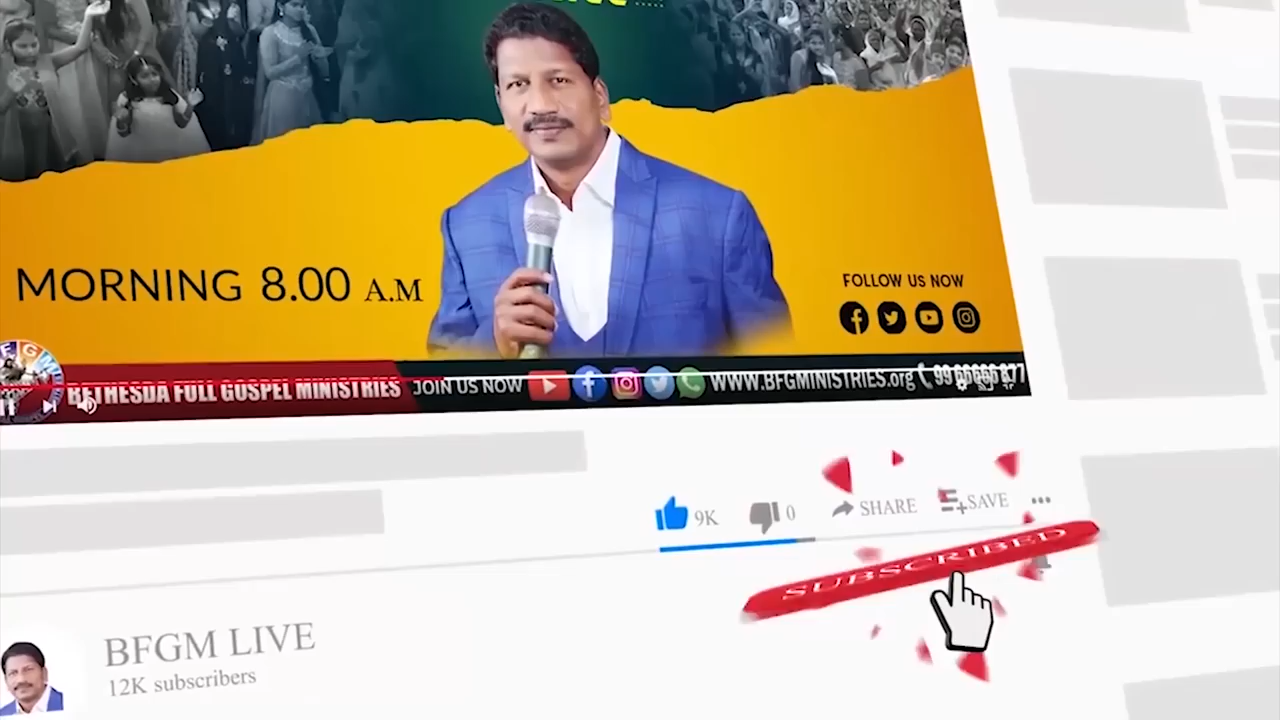 MORNING 8.00 A.M
FOLLOW US NOW
BETHESDA FULL GOSPEL MINISTRIES JOIN US NOW WWW.BFGMINISTRIES.org
9K 0 SHARE SAVE
SUBSCRIBED
BFGM LIVE
12K subscribers